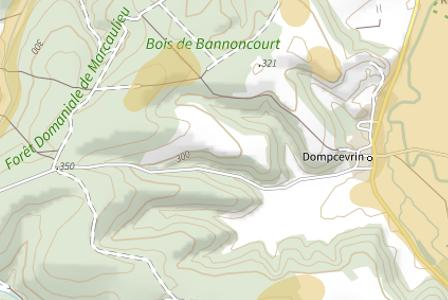 Bois de Bannoncourt
321
300
Forêt Domaniale de Marcaulieu
350
300
Dompcevrin